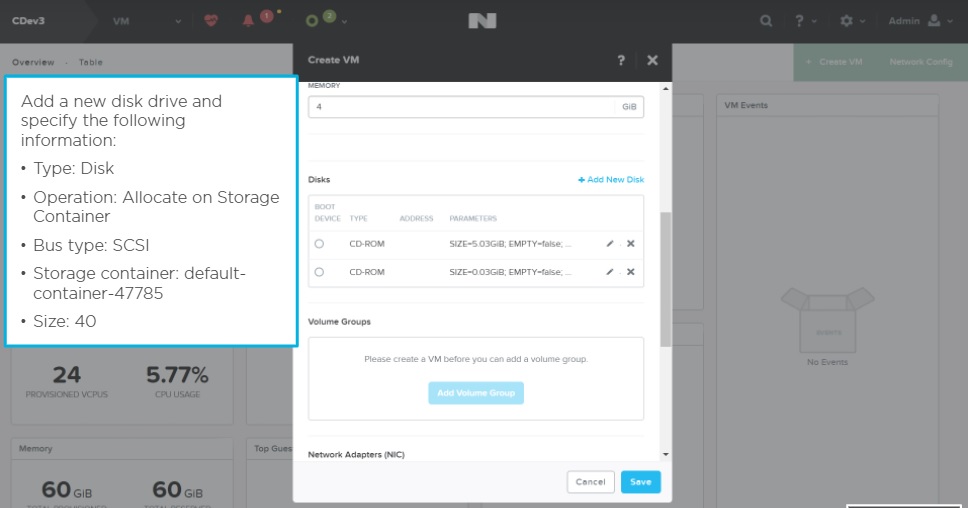 CDev3
VM
1
2
N
?
Admin
Overview · Table
+ Create VM
Network Config
Create VM
?
Add a new disk drive and
specify the following
information:
• Type: Disk
• Operation: Allocate on Storage
Container
• Bus type: SCSI
• Storage container: default-
container-47785
• Size: 40
MEMORY
4 GiB
Disks
+ Add New Disk
BOOT
DEVICE TYPE ADDRESS PARAMETERS
CD-ROM SIZE=5.03GiB; EMPTY=false; ...
CD-ROM SIZE=0.03GiB; EMPTY=false; ...
Volume Groups
Please create a VM before you can add a volume group.
Add Volume Group
Network Adapters (NIC)
Cancel
Save
VM Events
EVENTS
No Events
24
PROVISIONED VCPUS
5.77%
CPU USAGE
Memory
60 GiB
TOTAL PROVISIONED
60 GiB
TOTAL RESERVED
Top Gues